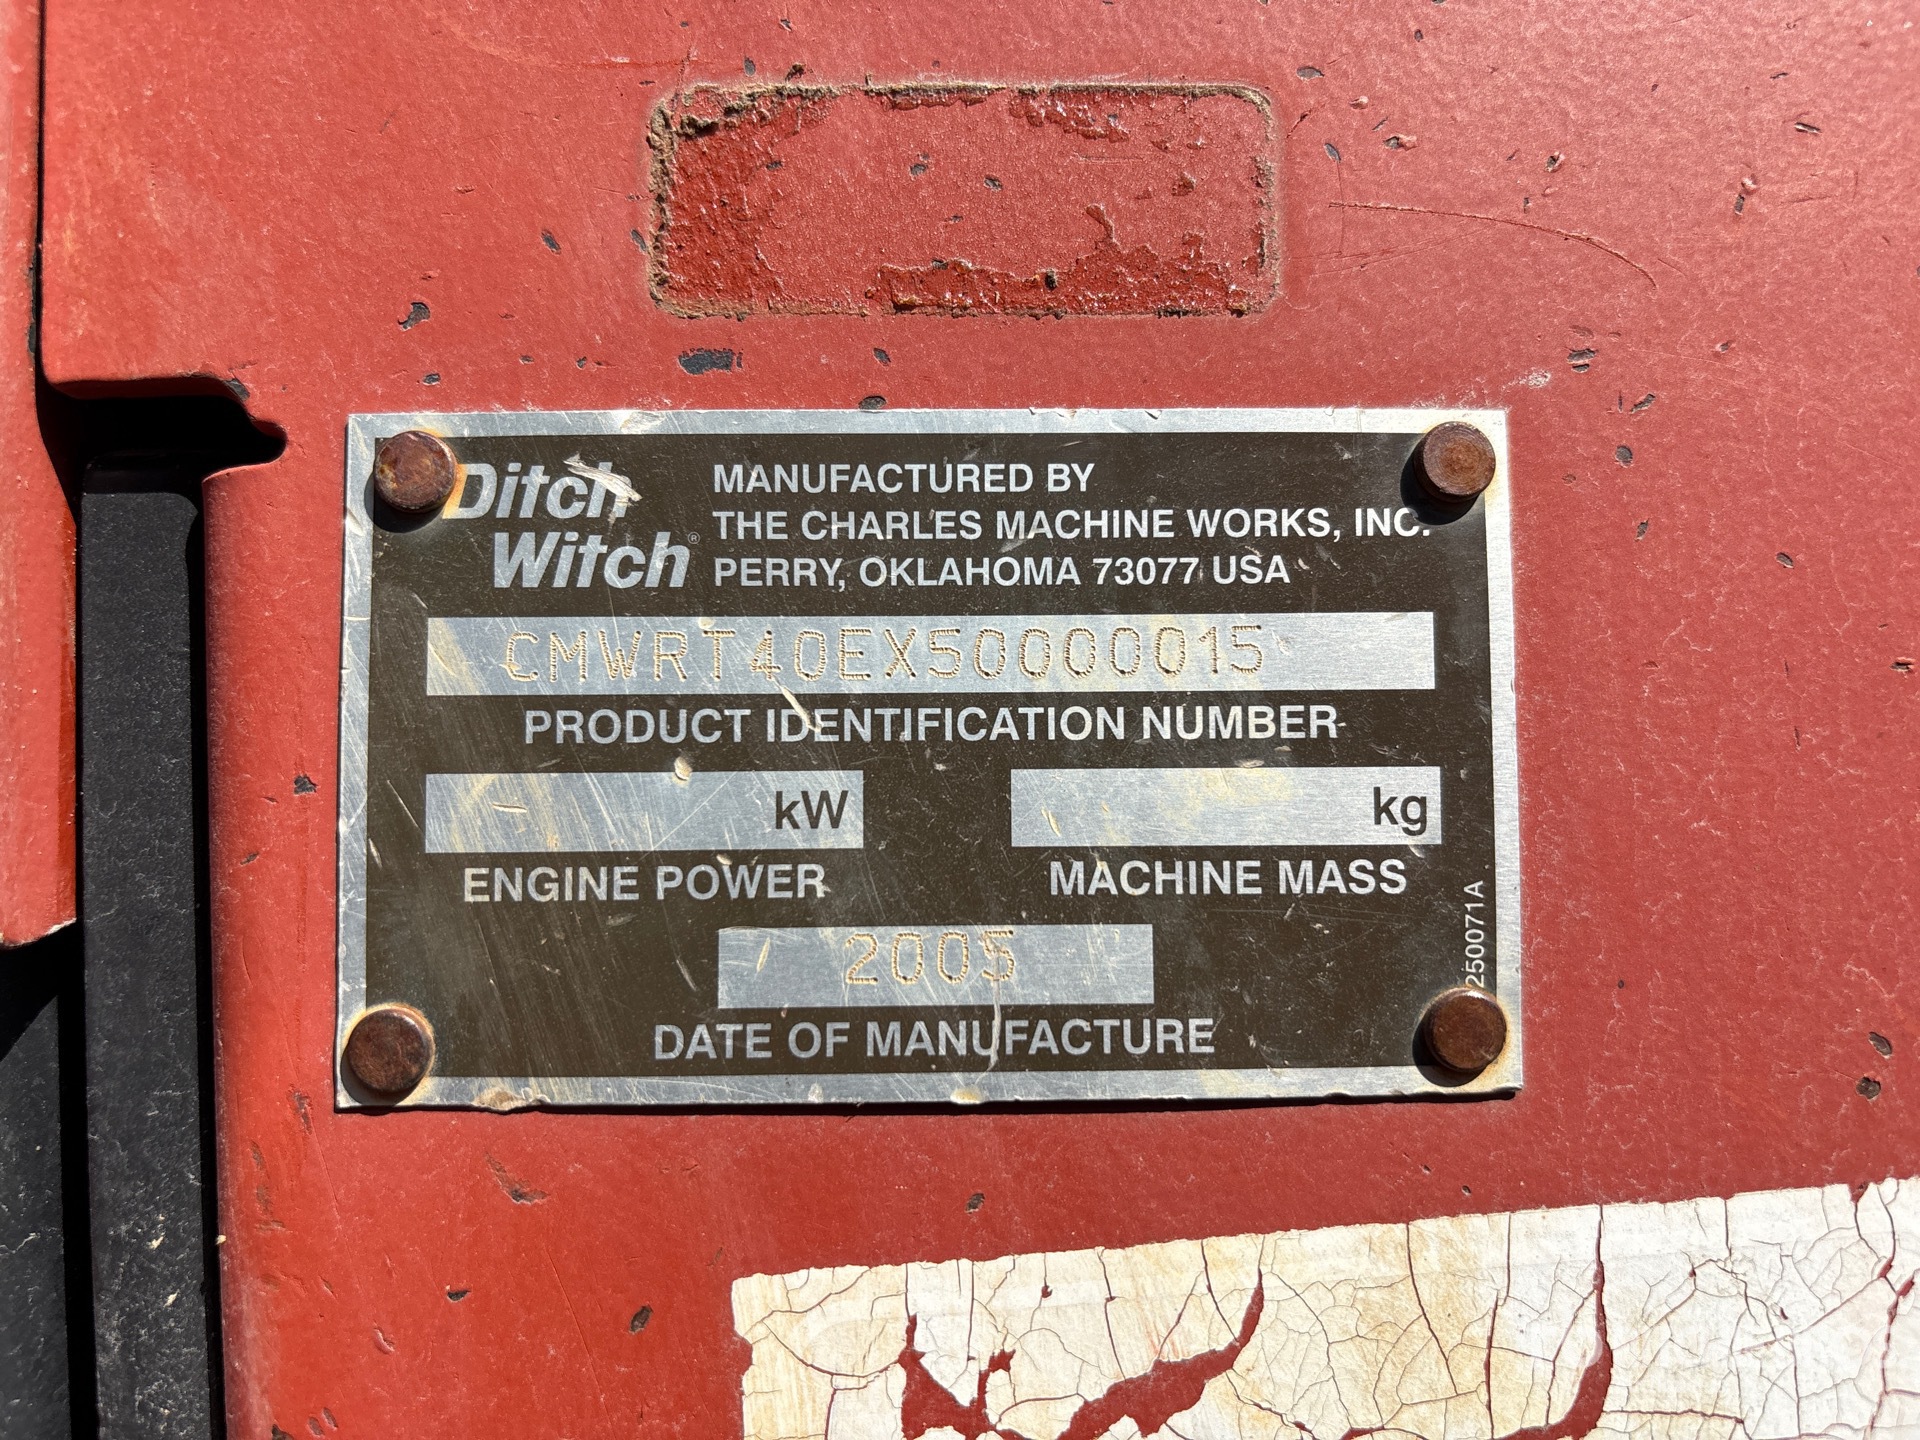 Ditch
Witch®
MANUFACTURED BY
THE CHARLES MACHINE WORKS, INC.
PERRY, OKLAHOMA 73077 USA
CMWRT40EX50000015
PRODUCT IDENTIFICATION NUMBER
kW
kg
ENGINE POWER
MACHINE MASS
2005
DATE OF MANUFACTURE
250071A